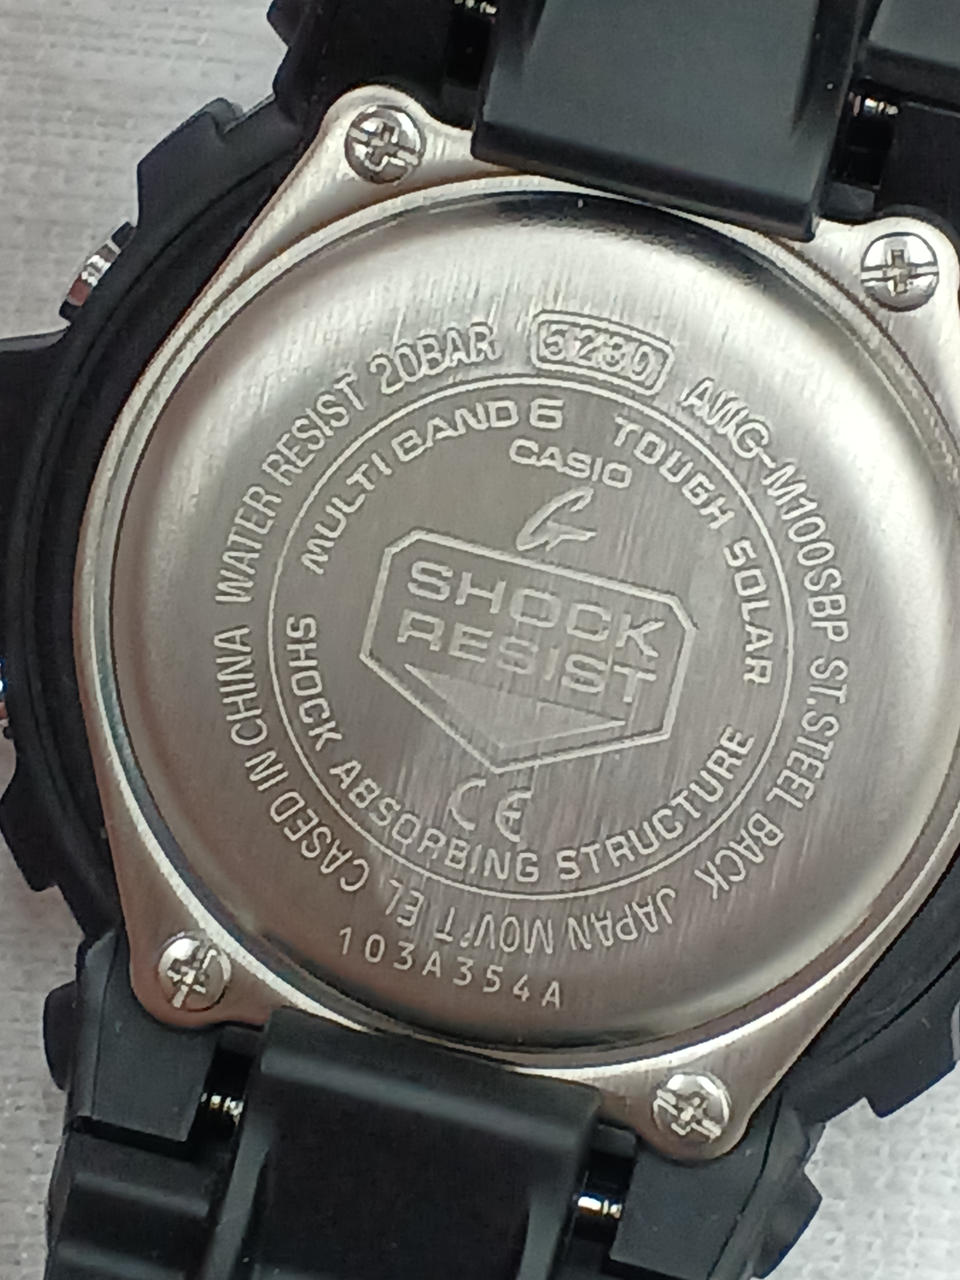 WATER RESIST 20BAR 5230 AWG-M100SBP ST.STEEL BACK JAPAN MOV'T EL CASED IN CHINA
MULTI BAND 6 TOUGH SOLAR
CASIO
G
SHOCK
RESIST
CE
SHOCK ABSORBING STRUCTURE
103A354A